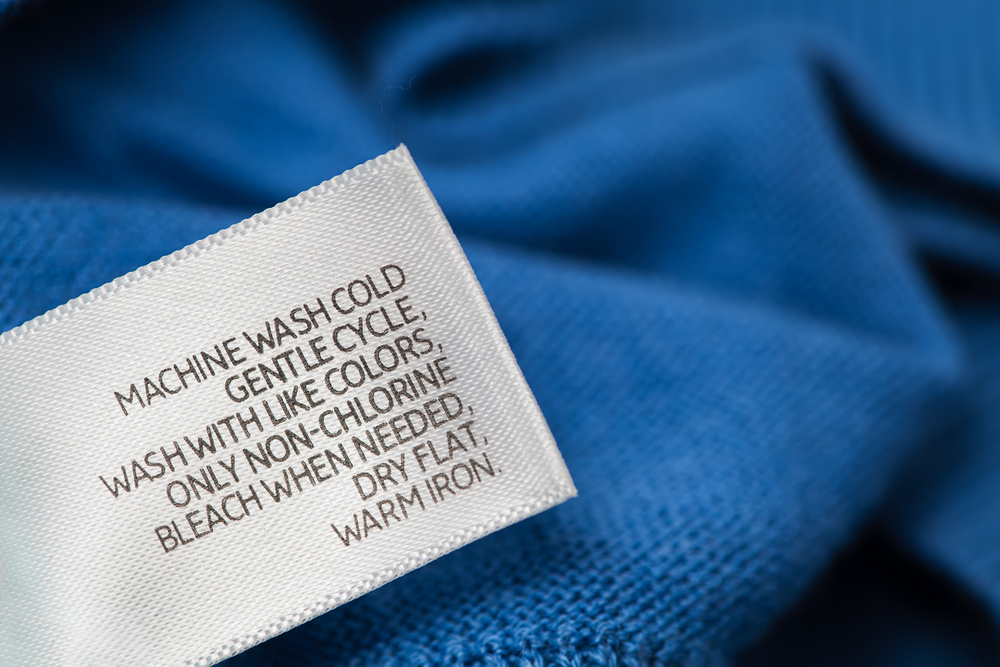 MACHINE WASH COLD
GENTLE CYCLE,
WASH WITH LIKE COLORS,
ONLY NON-CHLORINE
BLEACH WHEN NEEDED,
DRY FLAT,
WARM IRON.